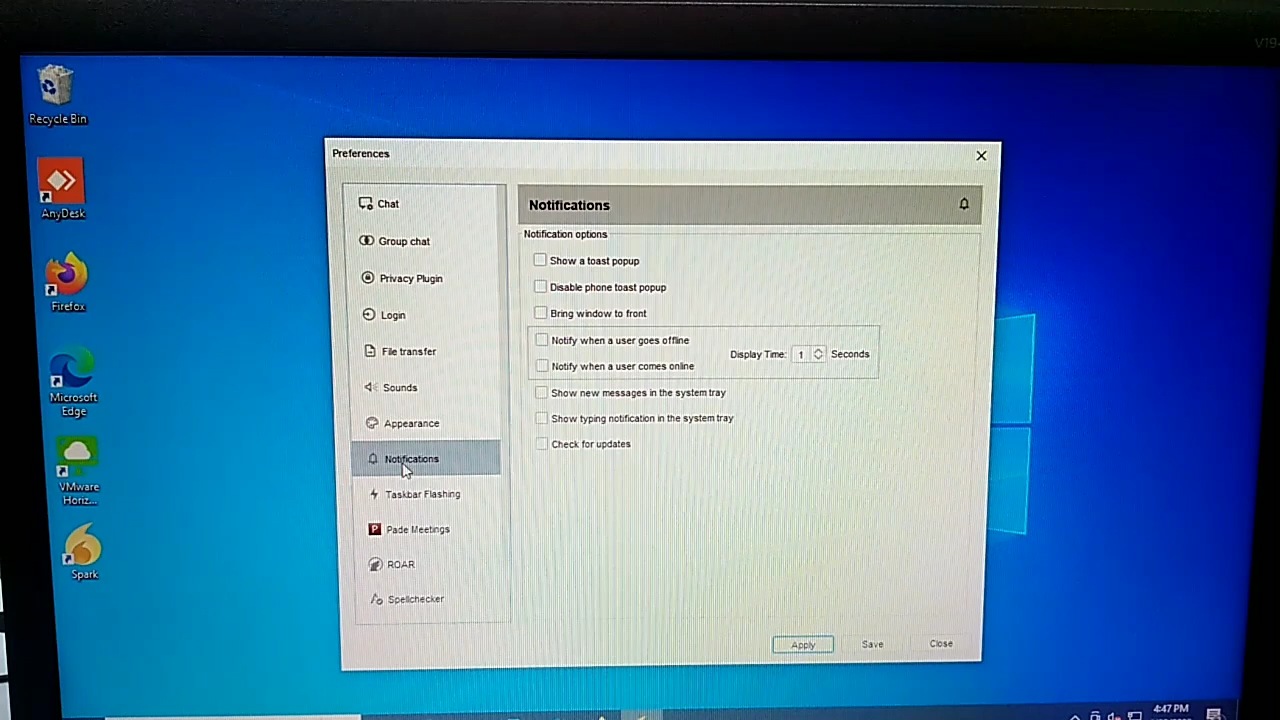 V19
Recycle Bin
AnyDesk
Firefox
Microsoft
Edge
VMware
Horiz...
Spark
Preferences
Chat
Group chat
Privacy Plugin
Login
File transfer
Sounds
Appearance
Notifications
Taskbar Flashing
P Pade Meetings
ROAR
Spellchecker
Notifications
Notification options
Show a toast popup
Disable phone toast popup
Bring window to front
Notify when a user goes offline
Notify when a user comes online
Display Time: 1 Seconds
Show new messages in the system tray
Show typing notification in the system tray
Check for updates
Apply Save Close
4:47 PM